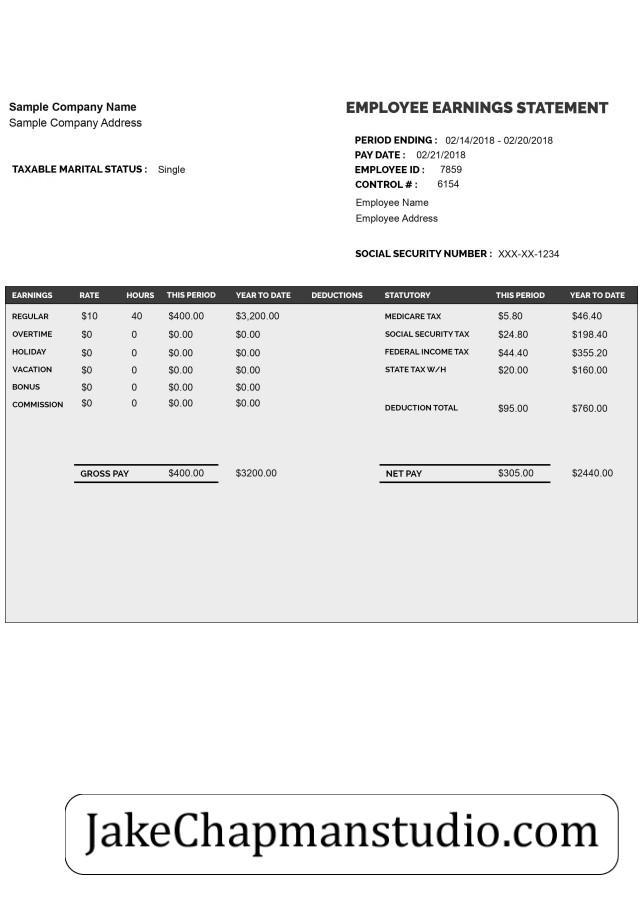 Sample Company Name
Sample Company Address
TAXABLE MARITAL STATUS : Single
EMPLOYEE EARNINGS STATEMENT
PERIOD ENDING : 02/14/2018 - 02/20/2018
PAY DATE : 02/21/2018
EMPLOYEE ID : 7859
CONTROL # : 6154
Employee Name
Employee Address
SOCIAL SECURITY NUMBER : XXX-XX-1234
EARNINGS RATE HOURS THIS PERIOD YEAR TO DATE DEDUCTIONS STATUTORY THIS PERIOD YEAR TO DATE
REGULAR $10 40 $400.00 $3,200.00 MEDICARE TAX $5.80 $46.40
OVERTIME $0 0 $0.00 $0.00 SOCIAL SECURITY TAX $24.80 $198.40
HOLIDAY $0 0 $0.00 $0.00 FEDERAL INCOME TAX $44.40 $355.20
VACATION $0 0 $0.00 $0.00 STATE TAX W/H $20.00 $160.00
BONUS $0 0 $0.00 $0.00
COMMISSION $0 0 $0.00 $0.00 DEDUCTION TOTAL $95.00 $760.00
GROSS PAY $400.00 $3200.00 NET PAY $305.00 $2440.00
JakeChapmanstudio.com